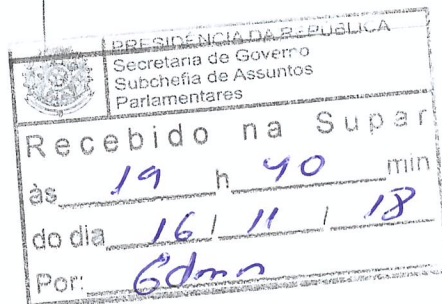 PRESIDÊNCIA DA REPÚBLICA
Secretaria de Governo
Subchefia de Assuntos
Parlamentares
Recebido na Supar
às 19 h 40 min
do dia 16 / 11 / 18
Por: